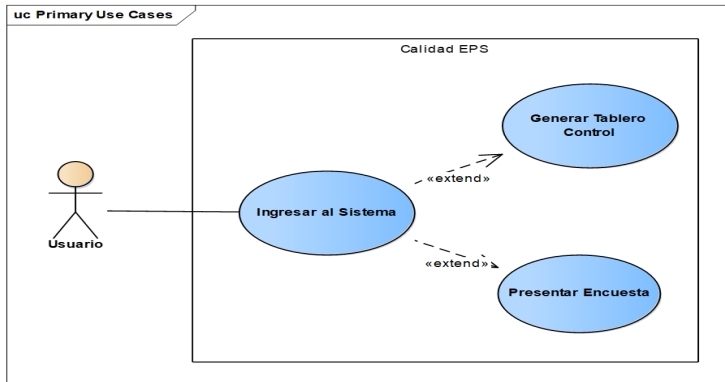 uc Primary Use Cases
Calidad EPS
Generar Tablero
Control
«extend»
Ingresar al Sistema
Usuario
«extend»
Presentar Encuesta